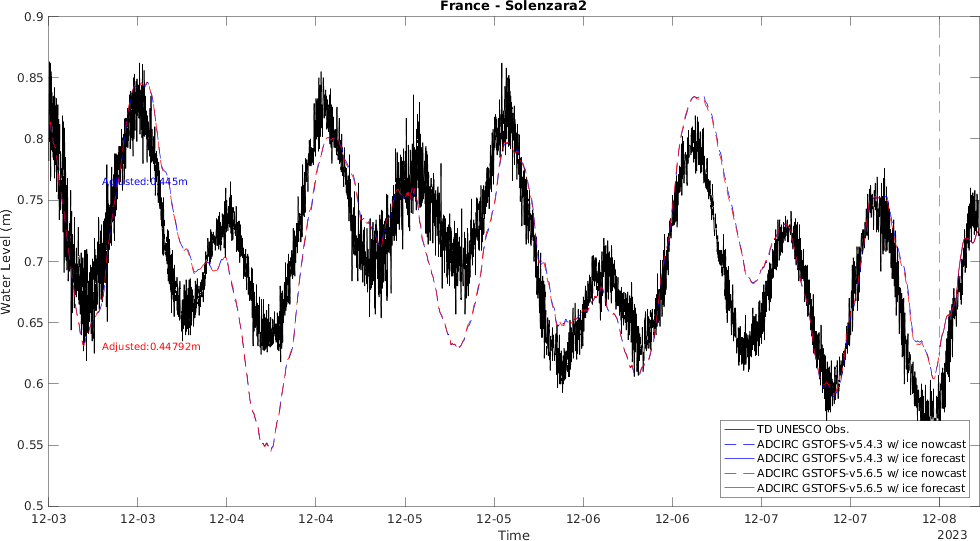 France - Solenzara2
0.9
0.85
0.8
0.75
0.7
0.65
0.6
0.55
0.5
Water Level (m)
Adjusted:0.445m
Adjusted:0.44792m
TD UNESCO Obs.
ADCIRC GSTOFS-v5.4.3 w/ ice nowcast
ADCIRC GSTOFS-v5.4.3 w/ ice forecast
ADCIRC GSTOFS-v5.6.5 w/ ice nowcast
ADCIRC GSTOFS-v5.6.5 w/ ice forecast
12-03 12-03 12-04 12-04 12-05 12-05 12-06 12-06 12-07 12-07 12-08
2023
Time